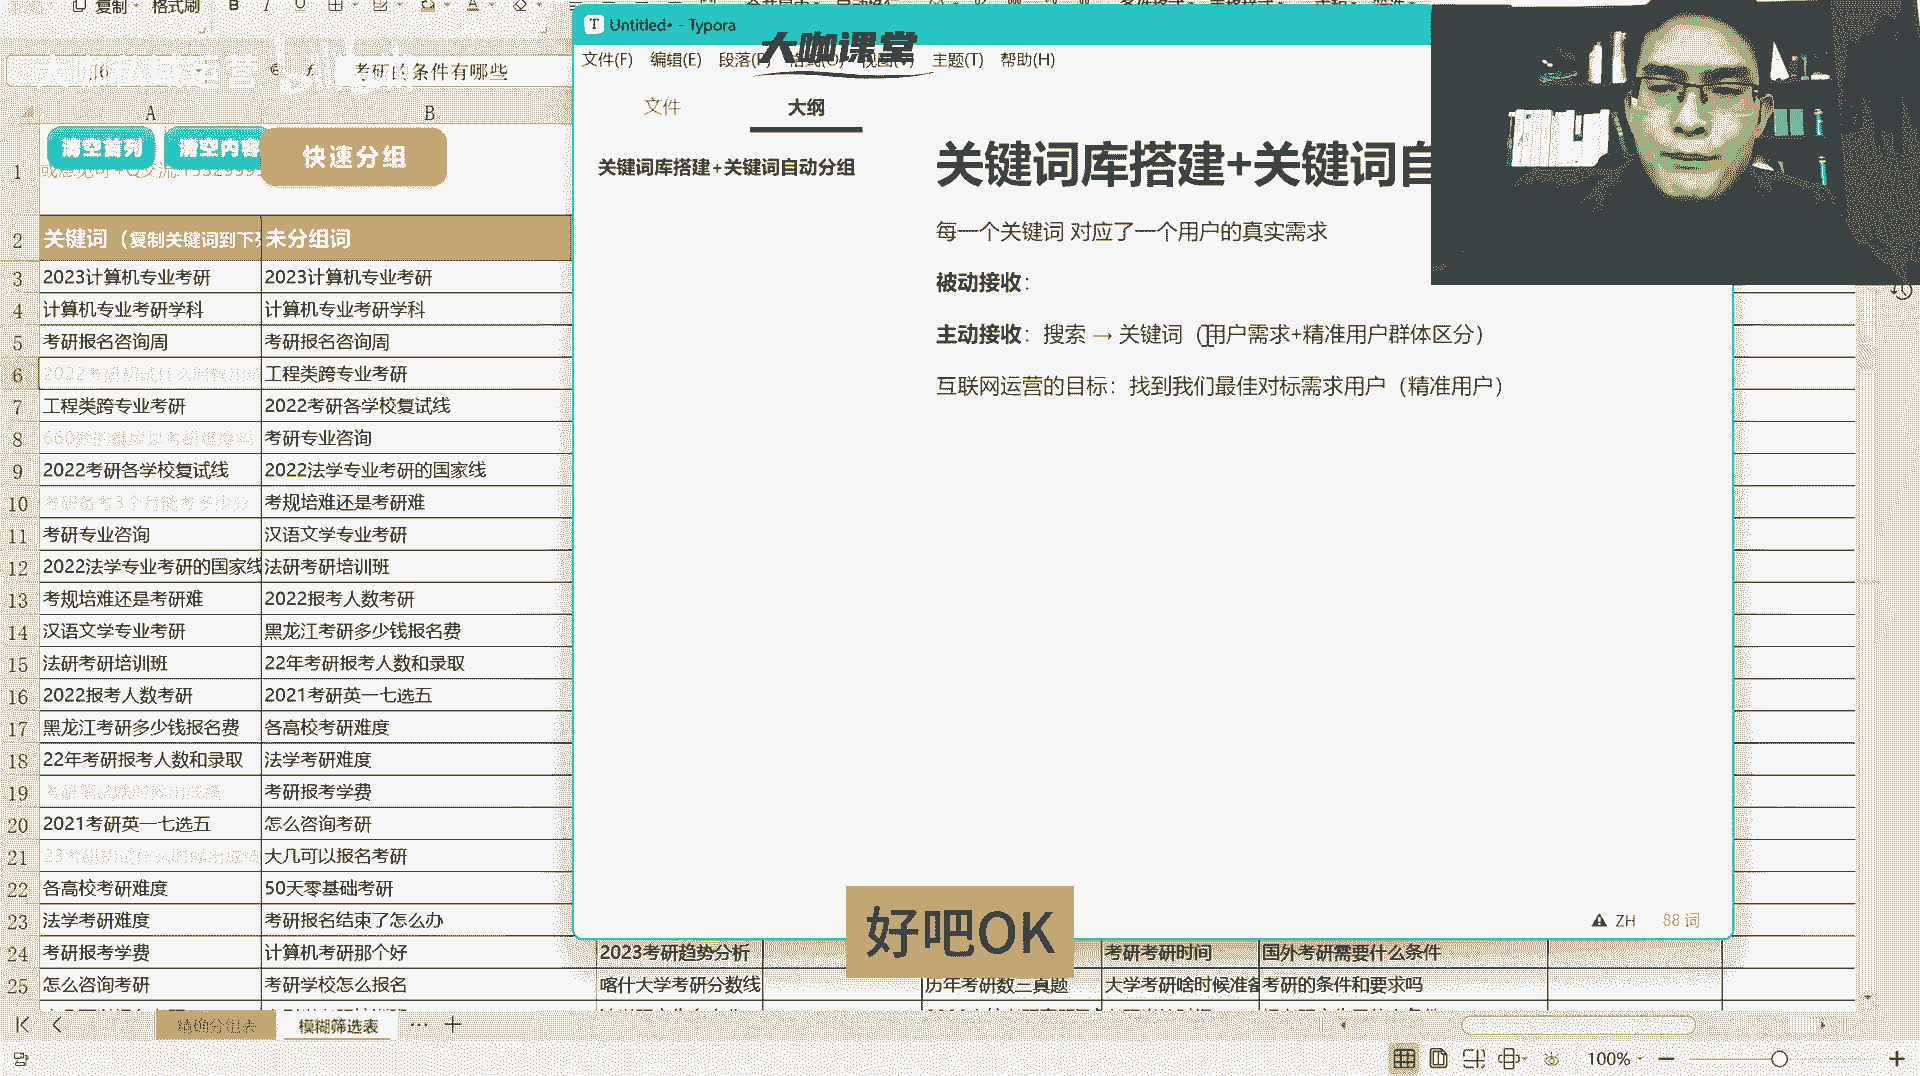 复制
格式刷
B
I
U
考研的条件有哪些
A
B
清空首列
清空内容
快速分组
1
2
关键词（复制关键词到下列
未分组词
3
2023计算机专业考研
2023计算机专业考研
4
计算机专业考研学科
计算机专业考研学科
5
考研报名咨询周
考研报名咨询周
6
工程类跨专业考研
7
工程类跨专业考研
2022考研各学校复试线
8
考研专业咨询
9
2022考研各学校复试线
2022法学专业考研的国家线
10
考规培难还是考研难
11
考研专业咨询
汉语文学专业考研
12
2022法学专业考研的国家线
法研考研培训班
13
考规培难还是考研难
2022报考人数考研
14
汉语文学专业考研
黑龙江考研多少钱报名费
15
法研考研培训班
22年考研报考人数和录取
16
2022报考人数考研
2021考研英一七选五
17
黑龙江考研多少钱报名费
各高校考研难度
18
22年考研报考人数和录取
法学考研难度
19
考研报考学费
20
2021考研英一七选五
怎么咨询考研
21
大几可以报名考研
22
各高校考研难度
50天零基础考研
23
法学考研难度
考研报名结束了怎么办
24
考研报考学费
计算机考研那个好
2023考研趋势分析
考研考研时间
国外考研需要什么条件
25
怎么咨询考研
考研学校怎么报名
喀什大学考研分数线
历年考研数三真题
大学考研啥时候准备
考研的条件和要求吗
精确分组表
模糊筛选表
100%
T Untitled• - Typora
大咖课堂
文件(F)
编辑(E)
主题(T)
帮助(H)
文件
大纲
关键词库搭建+关键词自动分组
关键词库搭建+关键词自
每一个关键词 对应了一个用户的真实需求
被动接收：
主动接收：搜索 → 关键词（用户需求+精准用户群体区分）
互联网运营的目标：找到我们最佳对标需求用户（精准用户）
ZH
88 词
好吧OK